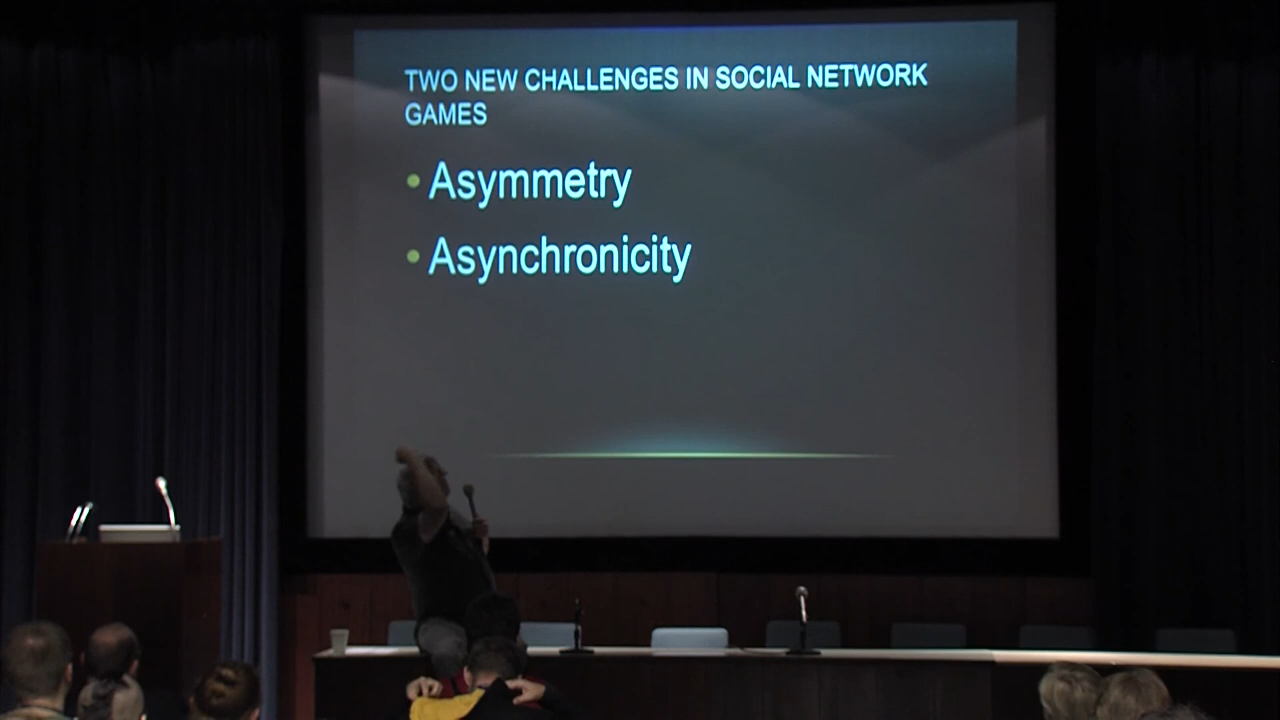 TWO NEW CHALLENGES IN SOCIAL NETWORK
GAMES
• Asymmetry
• Asynchronicity